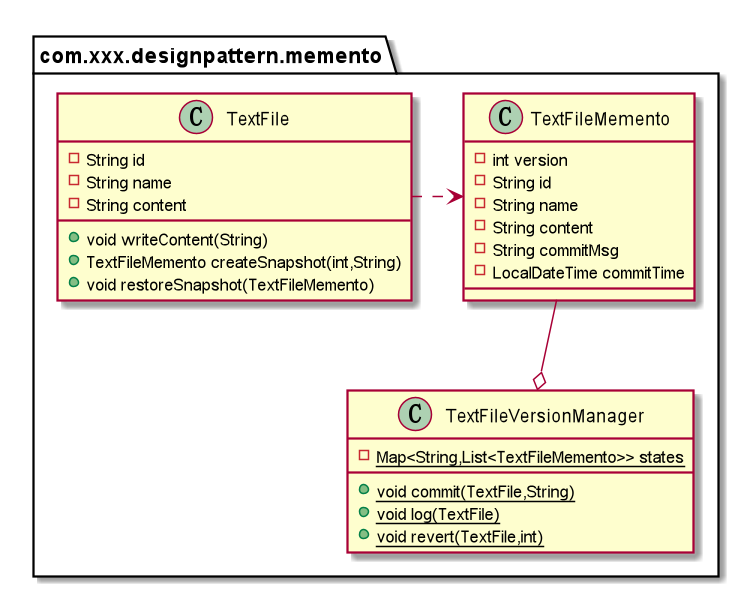 com.xxx.designpattern.memento
C TextFile
String id
String name
String content
void writeContent(String)
TextFileMemento createSnapshot(int,String)
void restoreSnapshot(TextFileMemento)
C TextFileMemento
int version
String id
String name
String content
String commitMsg
LocalDateTime commitTime
C TextFileVersionManager
Map<String,List<TextFileMemento>> states
void commit(TextFile,String)
void log(TextFile)
void revert(TextFile,int)